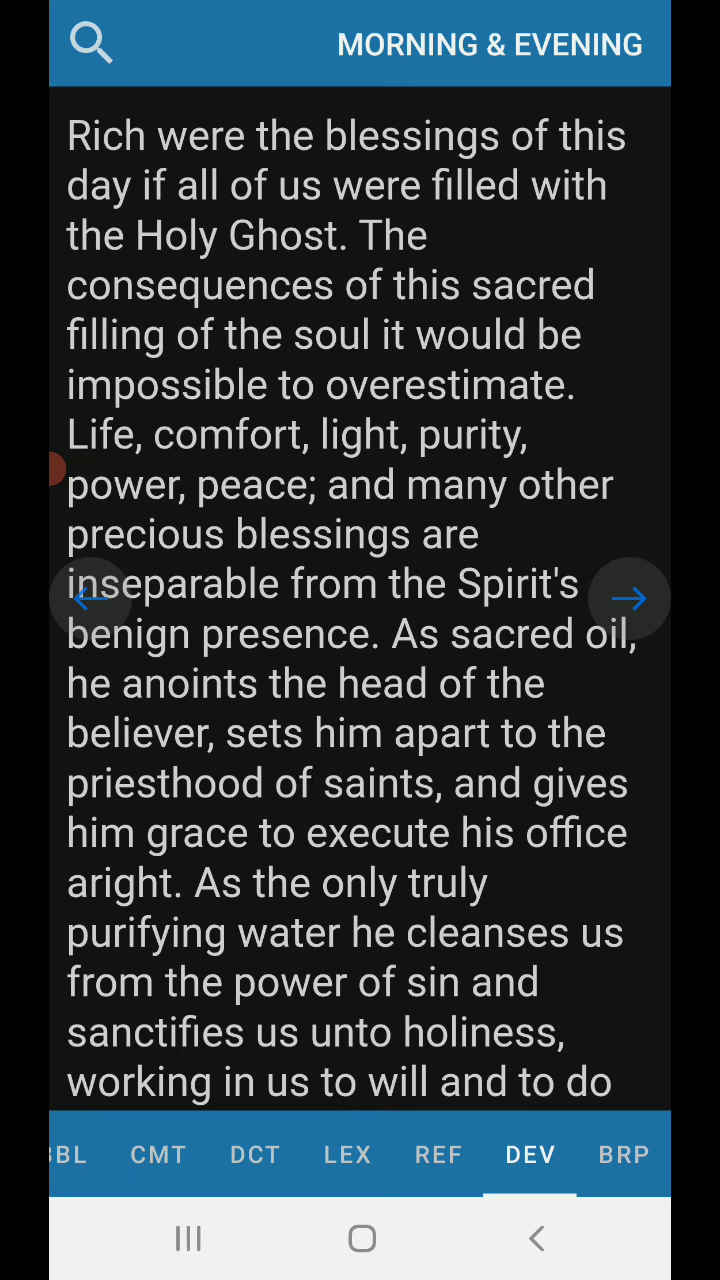 MORNING & EVENING
Rich were the blessings of this
day if all of us were filled with
the Holy Ghost. The
consequences of this sacred
filling of the soul it would be
impossible to overestimate.
Life, comfort, light, purity,
power, peace; and many other
precious blessings are
inseparable from the Spirit's
benign presence. As sacred oil,
he anoints the head of the
believer, sets him apart to the
priesthood of saints, and gives
him grace to execute his office
aright. As the only truly
purifying water he cleanses us
from the power of sin and
sanctifies us unto holiness,
working in us to will and to do
BBL CMT DCT LEX REF DEV BRP